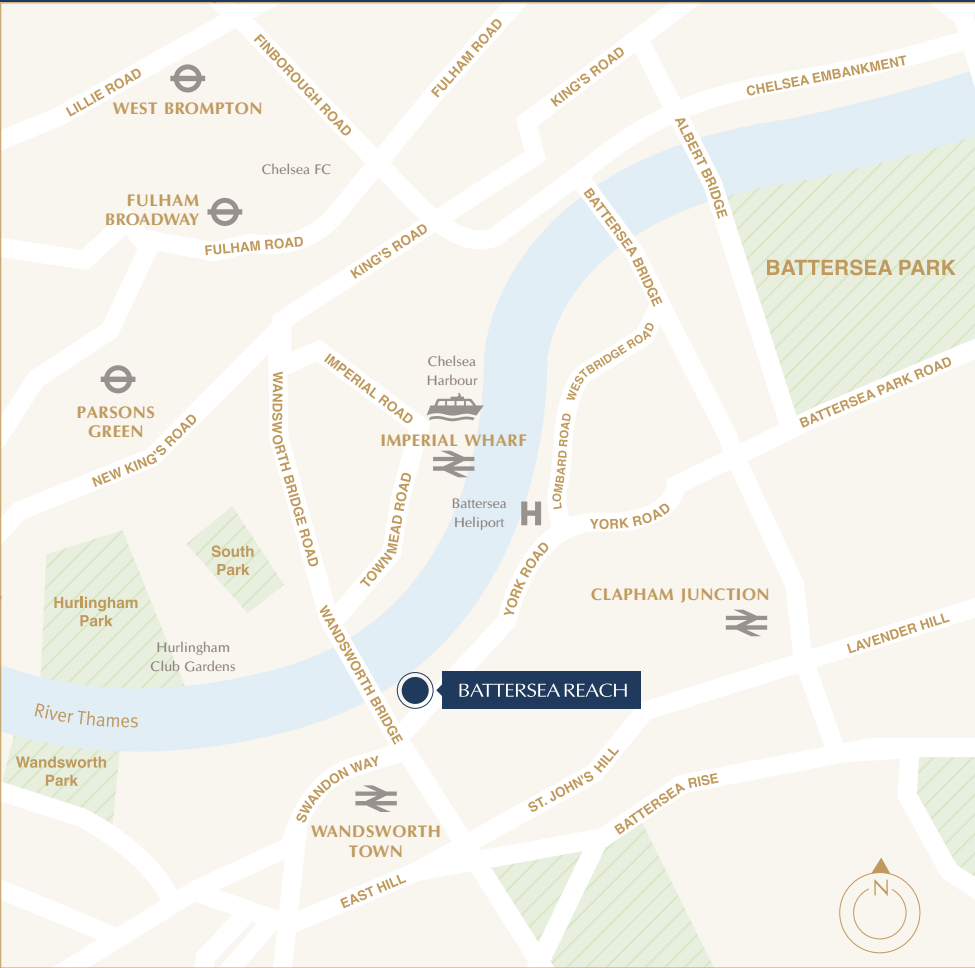 LILLIE ROAD
WEST BROMPTON
FINBOROUGH ROAD
FULHAM ROAD
KING'S ROAD
CHELSEA EMBANKMENT
ALBERT BRIDGE
Chelsea FC
FULHAM
BROADWAY
FULHAM ROAD
KING'S ROAD
BATTERSEA BRIDGE
BATTERSEA PARK
PARSONS
GREEN
NEW KING'S ROAD
WANDSWORTH BRIDGE ROAD
IMPERIAL ROAD
Chelsea
Harbour
IMPERIAL WHARF
WESTBRIDGE ROAD
BATTERSEA PARK ROAD
LOMBARD ROAD
TOWNMEAD ROAD
Battersea
Heliport
H
YORK ROAD
YORK ROAD
South
Park
Hurlingham
Park
Hurlingham
Club Gardens
CLAPHAM JUNCTION
LAVENDER HILL
WANDSWORTH BRIDGE
BATTERSEA REACH
River Thames
Wandsworth
Park
SWANDON WAY
WANDSWORTH
TOWN
ST. JOHN'S HILL
BATTERSEA RISE
EAST HILL
N